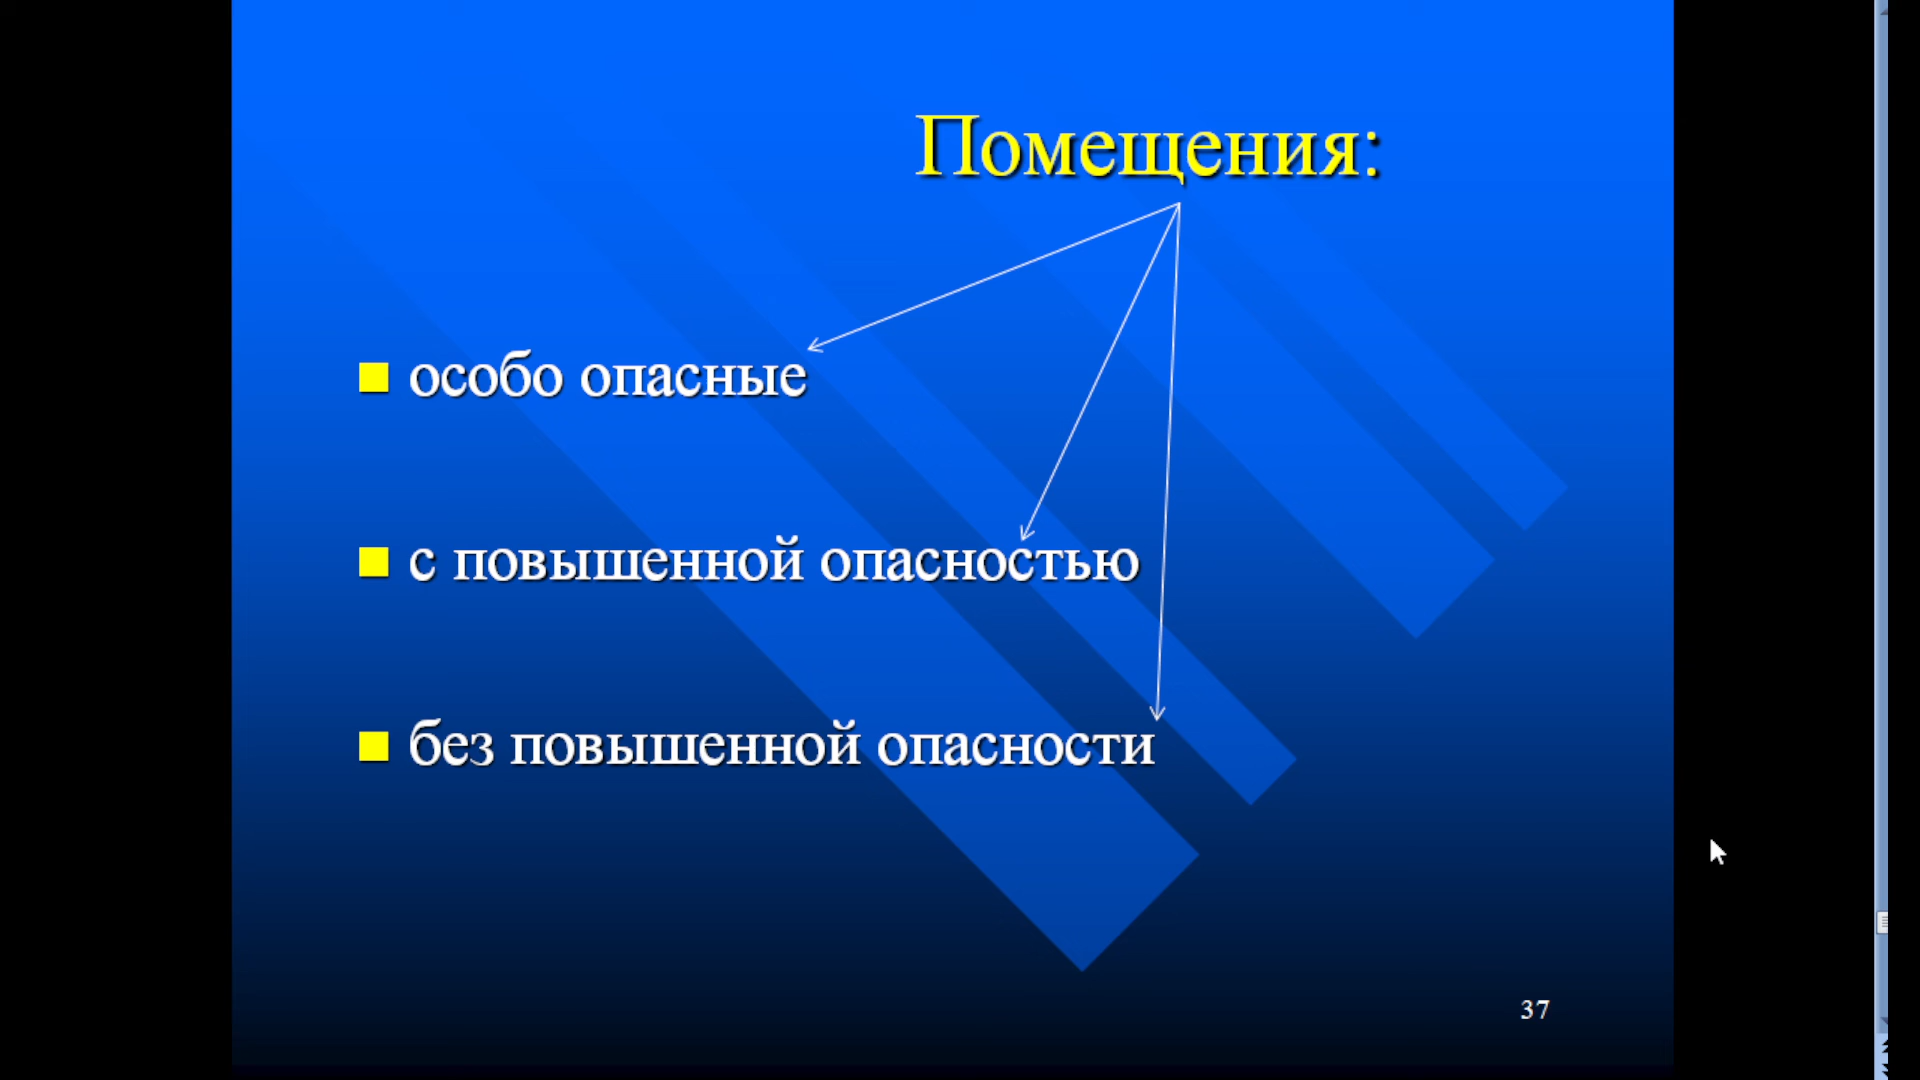 Помещения:
особо опасные
с повышенной опасностью
без повышенной опасности
37